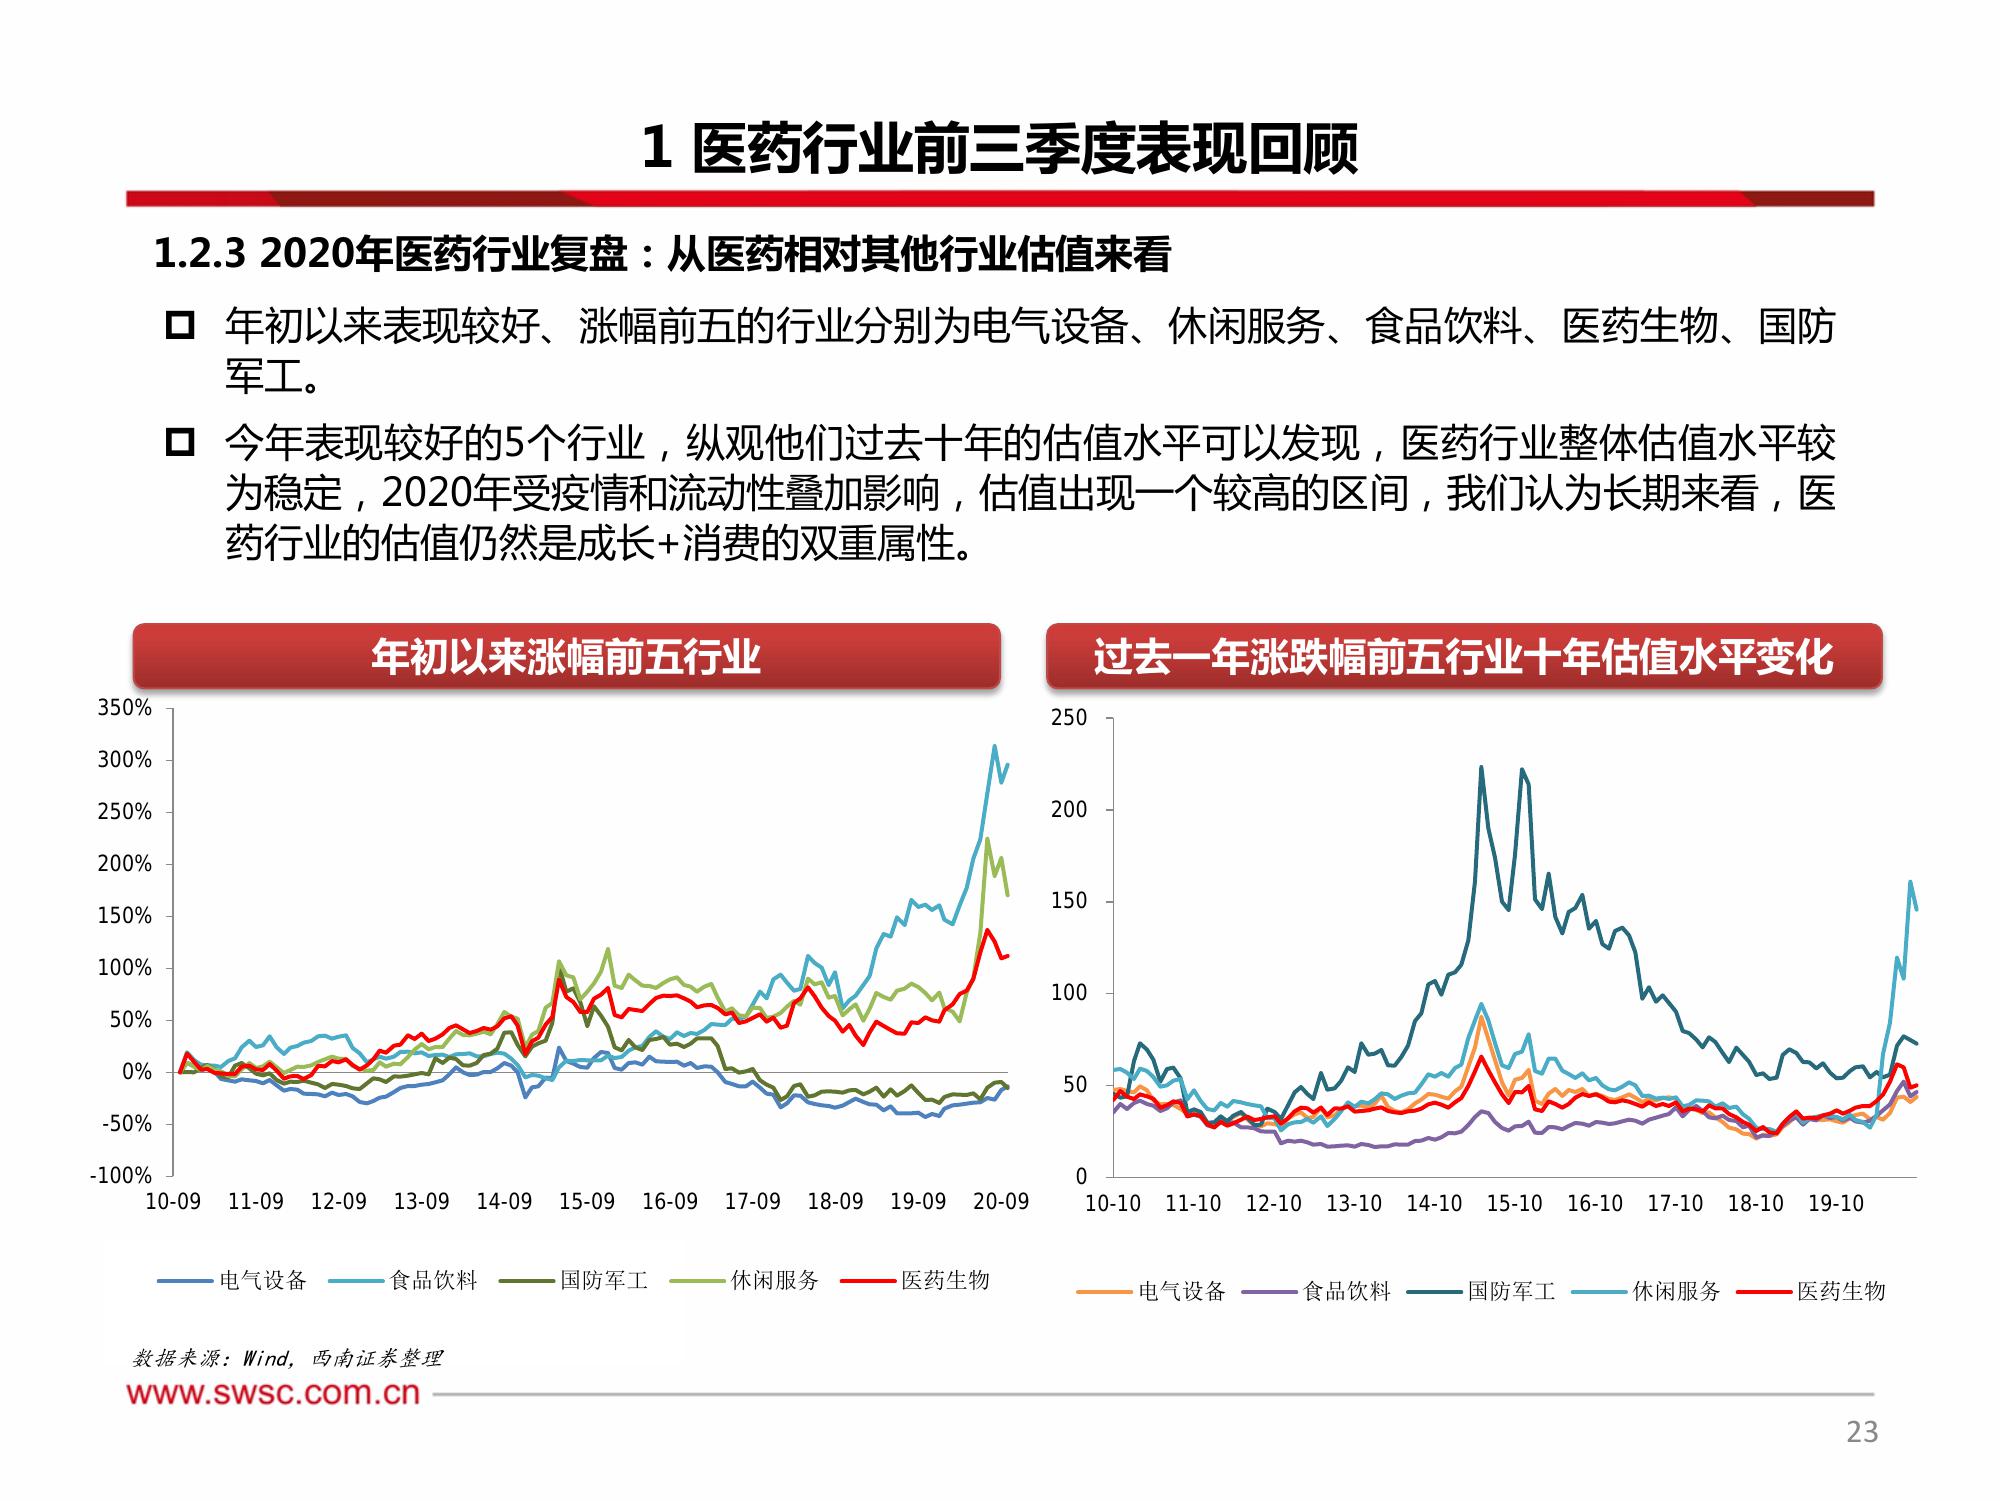 1 医药行业前三季度表现回顾
1.2.3 2020年医药行业复盘：从医药相对其他行业估值来看
年初以来表现较好、涨幅前五的行业分别为电气设备、休闲服务、食品饮料、医药生物、国防
军工。
今年表现较好的5个行业，纵观他们过去十年的估值水平可以发现，医药行业整体估值水平较
为稳定，2020年受疫情和流动性叠加影响，估值出现一个较高的区间，我们认为长期来看，医
药行业的估值仍然是成长+消费的双重属性。
年初以来涨幅前五行业
350%
300%
250%
200%
150%
100%
50%
0%
-50%
-100%
10-09 11-09 12-09 13-09 14-09 15-09 16-09 17-09 18-09 19-09 20-09
电气设备 食品饮料 国防军工 休闲服务 医药生物
过去一年涨跌幅前五行业十年估值水平变化
250
200
150
100
50
0
10-10 11-10 12-10 13-10 14-10 15-10 16-10 17-10 18-10 19-10
电气设备 食品饮料 国防军工 休闲服务 医药生物
数据来源：Wind，西南证券整理
www.swsc.com.cn
23